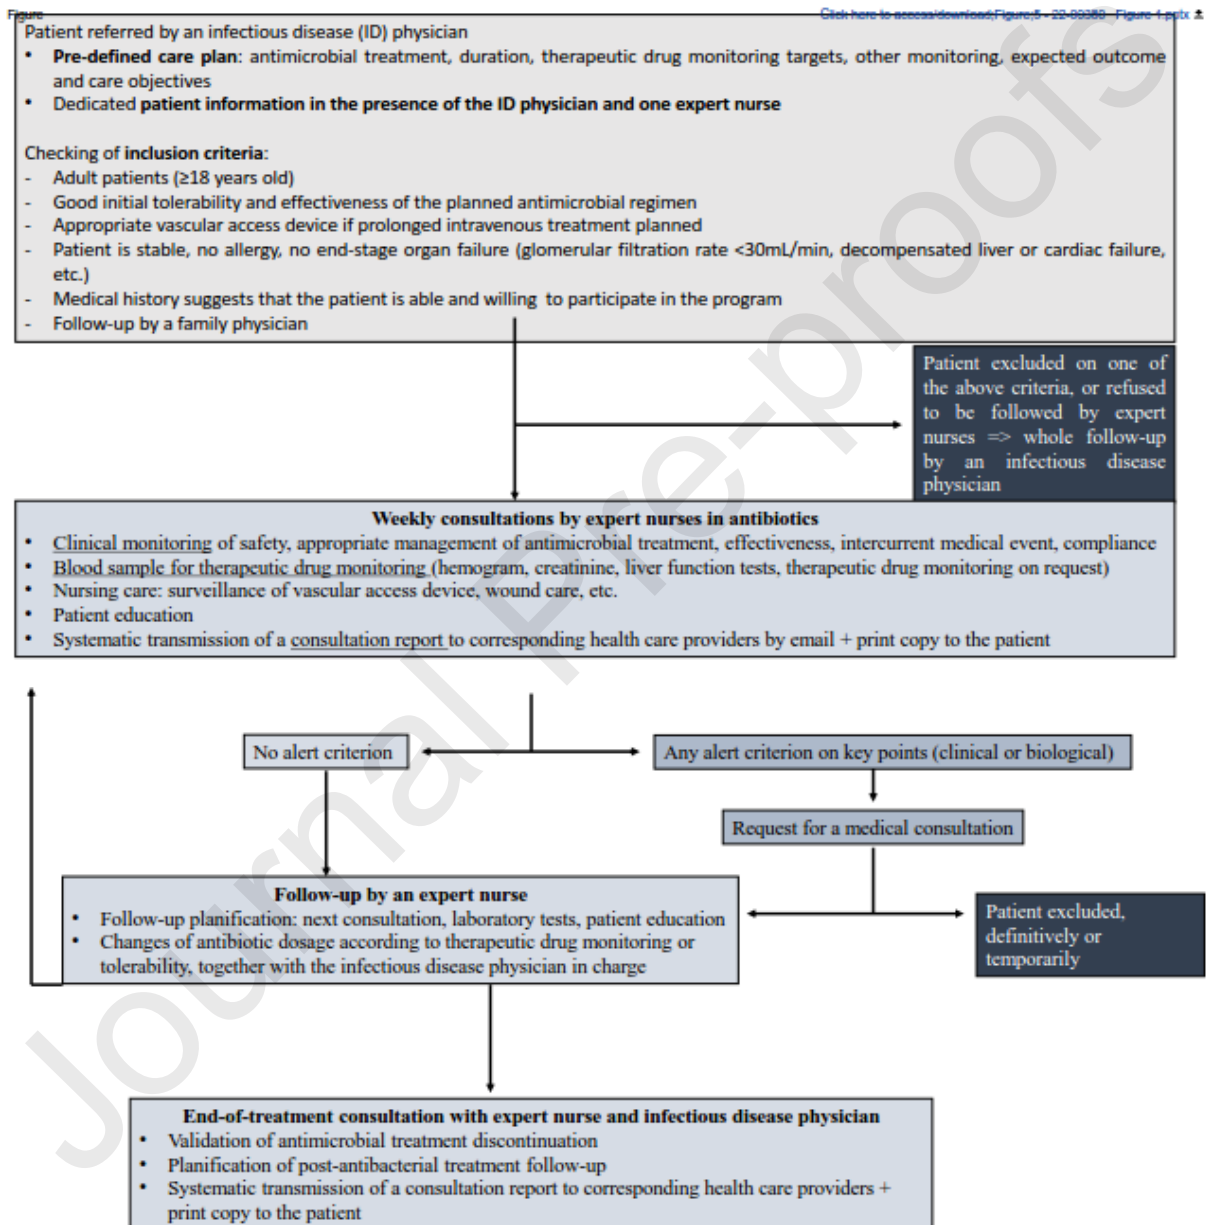 Figure
Click here to access/download;Figure;5 - 22-00380 - Figure 1.pptx
Patient referred by an infectious disease (ID) physician
• Pre-defined care plan: antimicrobial treatment, duration, therapeutic drug monitoring targets, other monitoring, expected outcome
and care objectives
• Dedicated patient information in the presence of the ID physician and one expert nurse
Checking of inclusion criteria:
- Adult patients (≥18 years old)
- Good initial tolerability and effectiveness of the planned antimicrobial regimen
- Appropriate vascular access device if prolonged intravenous treatment planned
- Patient is stable, no allergy, no end-stage organ failure (glomerular filtration rate <30mL/min, decompensated liver or cardiac failure,
etc.)
- Medical history suggests that the patient is able and willing to participate in the program
- Follow-up by a family physician
Patient excluded on one of
the above criteria, or refused
to be followed by expert
nurses => whole follow-up
by an infectious disease
physician
Weekly consultations by expert nurses in antibiotics
• Clinical monitoring of safety, appropriate management of antimicrobial treatment, effectiveness, intercurrent medical event, compliance
• Blood sample for therapeutic drug monitoring (hemogram, creatinine, liver function tests, therapeutic drug monitoring on request)
• Nursing care: surveillance of vascular access device, wound care, etc.
• Patient education
• Systematic transmission of a consultation report to corresponding health care providers by email + print copy to the patient
No alert criterion
Any alert criterion on key points (clinical or biological)
Request for a medical consultation
Follow-up by an expert nurse
• Follow-up planification: next consultation, laboratory tests, patient education
• Changes of antibiotic dosage according to therapeutic drug monitoring or
tolerability, together with the infectious disease physician in charge
Patient excluded,
definitively or
temporarily
End-of-treatment consultation with expert nurse and infectious disease physician
• Validation of antimicrobial treatment discontinuation
• Planification of post-antibacterial treatment follow-up
• Systematic transmission of a consultation report to corresponding health care providers +
print copy to the patient
Journal Pre-proofs